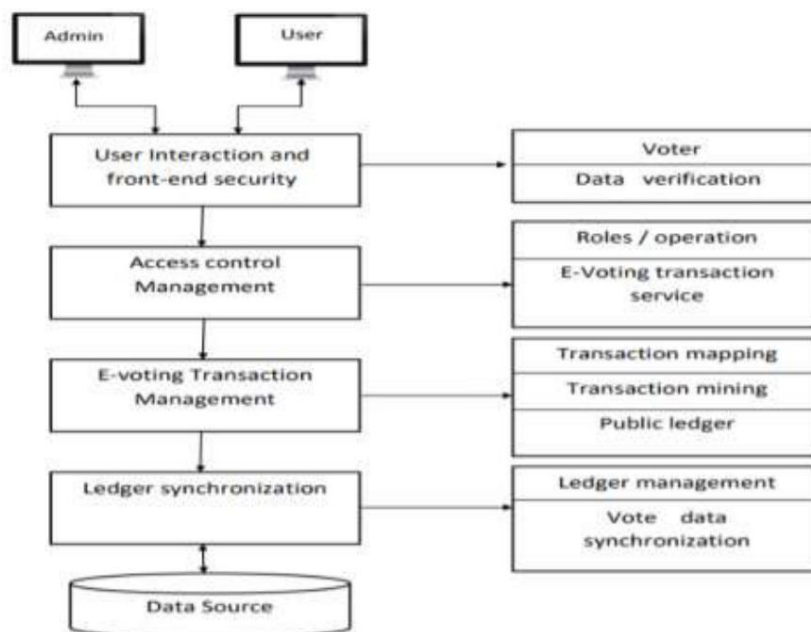 Admin
User
User Interaction and
front-end security
Voter
Data verification
Access control
Management
Roles / operation
E-Voting transaction
service
E-voting Transaction
Management
Transaction mapping
Transaction mining
Public ledger
Ledger synchronization
Ledger management
Vote data
synchronization
Data Source